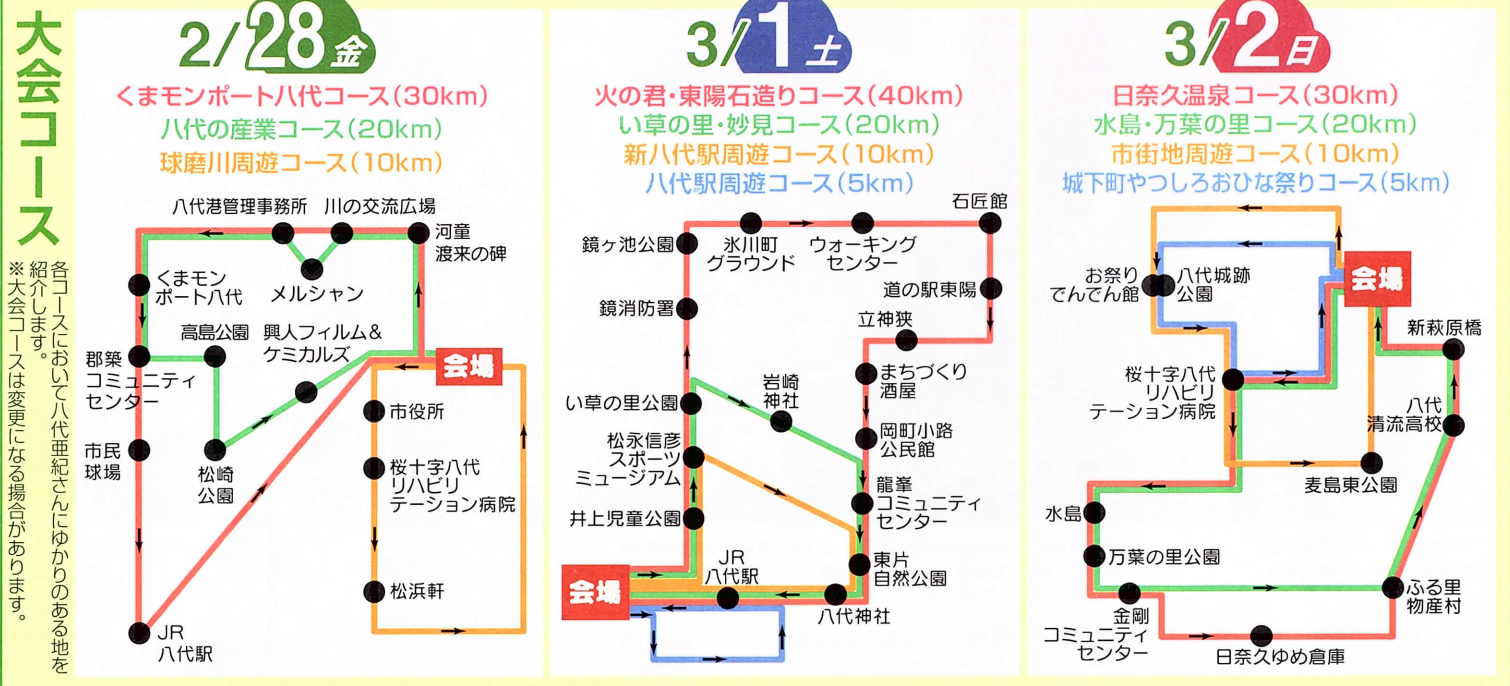 大会コース
各コースにおいて八代亜紀さんにゆかりのある地を
紹介します。
※大会コースは変更になる場合があります。
2/28金
くまモンポート八代コース(30km)
八代の産業コース(20km)
球磨川周遊コース(10km)
八代港管理事務所
川の交流広場
河童
渡来の碑
くまモン
ポート八代
メルシャン
高島公園
興人フィルム&
ケミカルズ
郡築
コミュニティ
センター
会場
市役所
市民
球場
松崎
公園
桜十字八代
リハビリ
テーション病院
松浜軒
JR
八代駅
3/1土
火の君・東陽石造りコース(40km)
い草の里・妙見コース(20km)
新八代駅周遊コース(10km)
八代駅周遊コース(5km)
石匠館
鏡ヶ池公園
氷川町
グラウンド
ウォーキング
センター
道の駅東陽
鏡消防署
立神狭
まちづくり
酒屋
岩崎
神社
い草の里公園
岡町小路
公民館
松永信彦
スポーツ
ミュージアム
龍峯
コミュニティ
センター
井上児童公園
東片
自然公園
JR
八代駅
会場
八代神社
3/2日
日奈久温泉コース(30km)
水島・万葉の里コース(20km)
市街地周遊コース(10km)
城下町やつしろおひな祭りコース(5km)
会場
お祭り
でんでん館
八代城跡
公園
新萩原橋
桜十字八代
リハビリ
テーション病院
八代
清流高校
麦島東公園
水島
万葉の里公園
ふる里
物産村
金剛
コミュニティ
センター
日奈久ゆめ倉庫